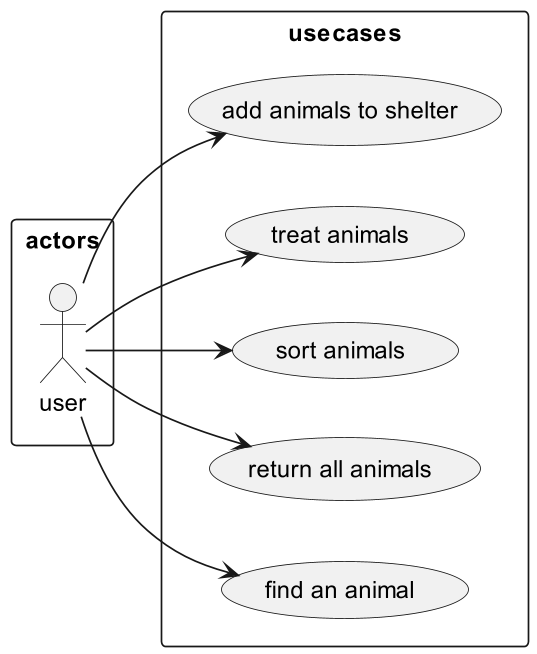 usecases
add animals to shelter
treat animals
actors
sort animals
user
return all animals
find an animal